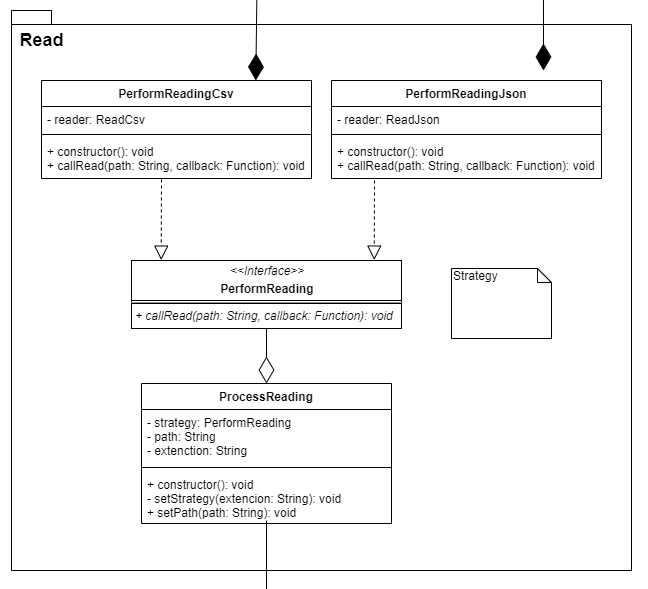 Read
PerformReadingCsv
- reader: ReadCsv
+ constructor(): void
+ callRead(path: String, callback: Function): void
PerformReadingJson
- reader: ReadJson
+ constructor(): void
+ callRead(path: String, callback: Function): void
<<Interface>>
PerformReading
+ callRead(path: String, callback: Function): void
Strategy
ProcessReading
- strategy: PerformReading
- path: String
- extenction: String
+ constructor(): void
- setStrategy(extencion: String): void
+ setPath(path: String): void